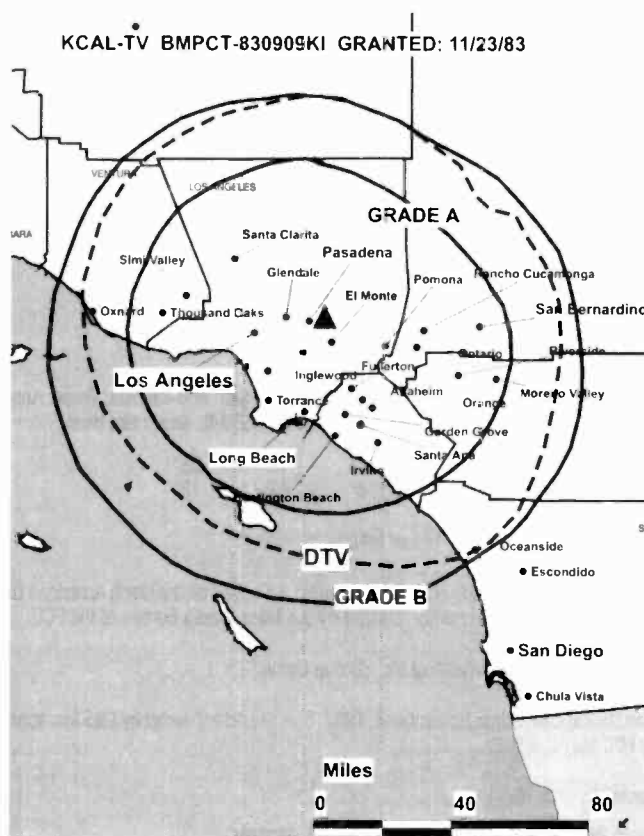 KCAL-TV BMPCT-830909KI GRANTED: 11/23/83
VENTURA
LOS ANGELES
GRADE A
Santa Clarita
Pasadena
Simi Valley
Glendale
Pomona
Rancho Cucamonga
El Monte
Oxnard
Thousand Oaks
San Bernardino
Ontario
Riverside
Fullerton
Los Angeles
Inglewood
Anaheim
Moreno Valley
Torrance
Orange
Garden Grove
Long Beach
Santa Ana
Irvine
Beach
DTV
Oceanside
Escondido
GRADE B
San Diego
Chula Vista
Miles
0 40 80